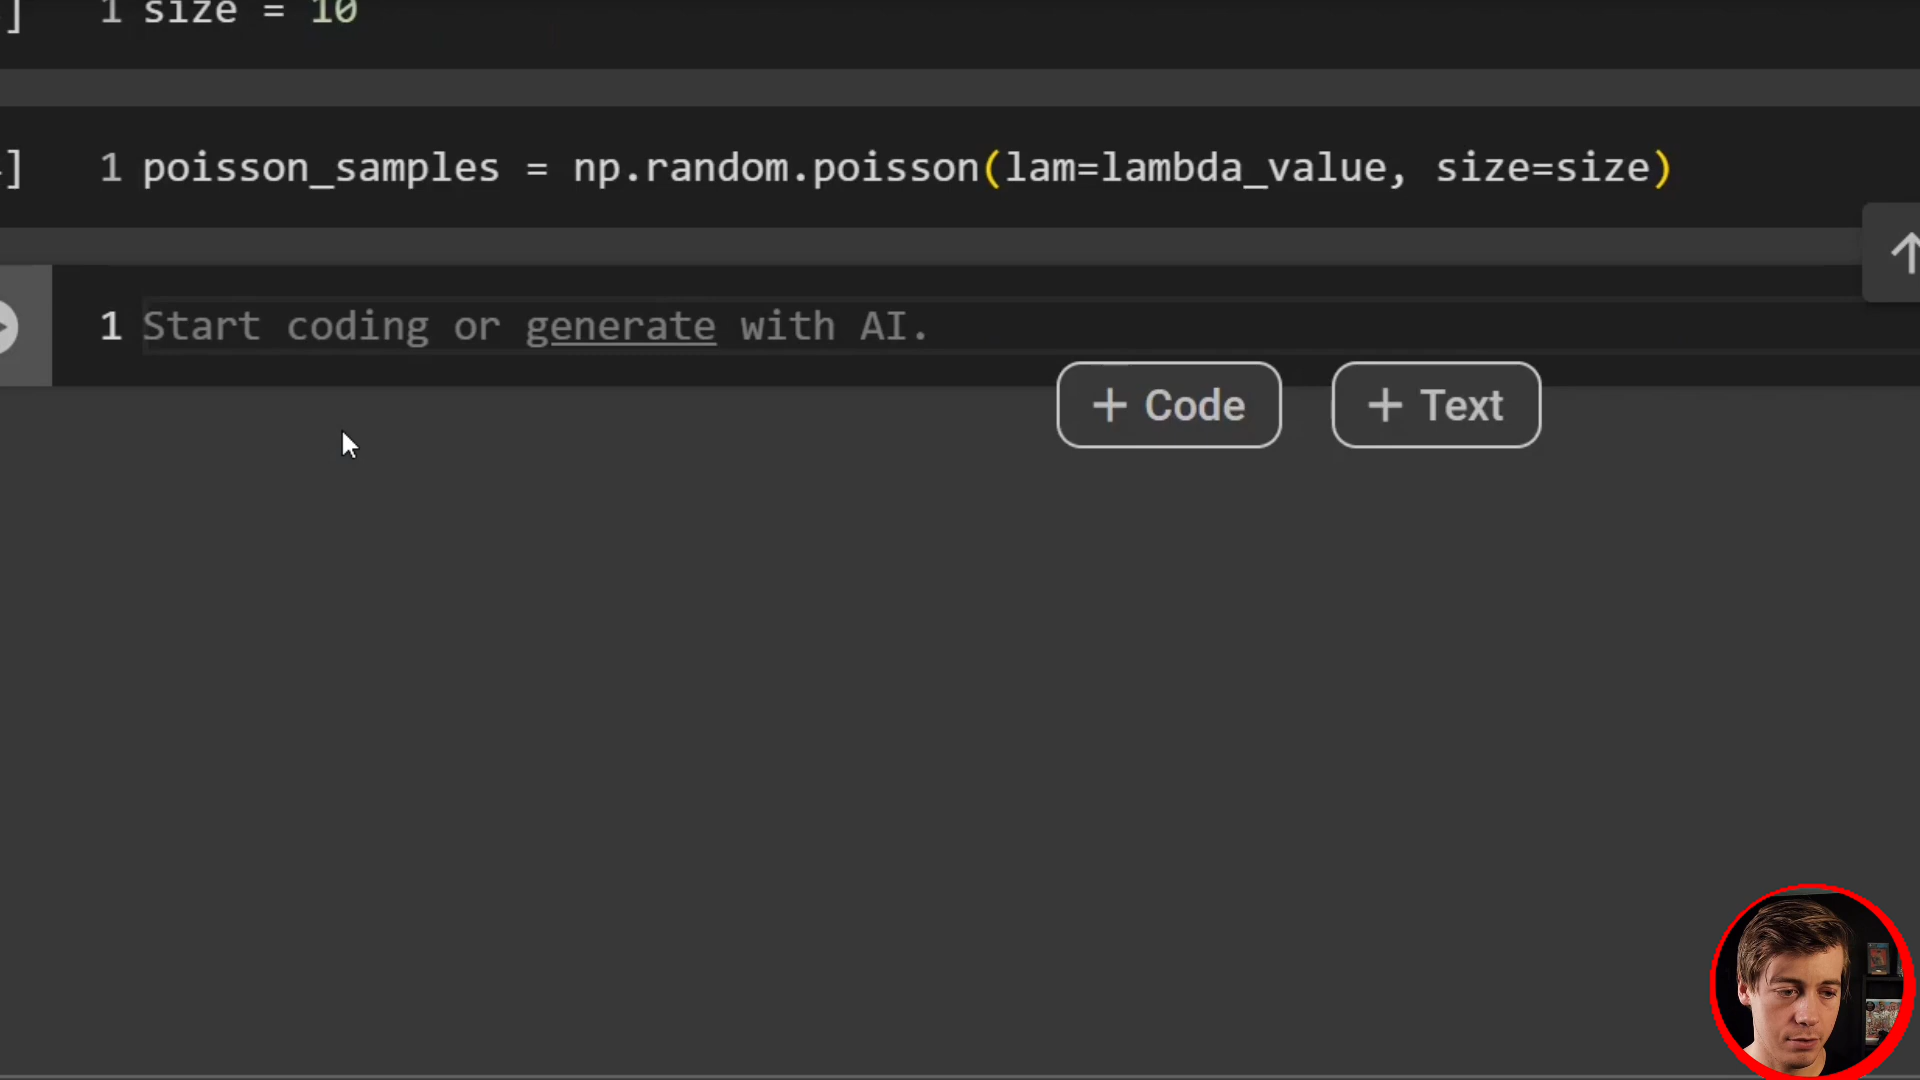 ] 1 size = 10
] 1 poisson_samples = np.random.poisson(lam=lambda_value, size=size)
1 Start coding or generate with AI.
+ Code + Text